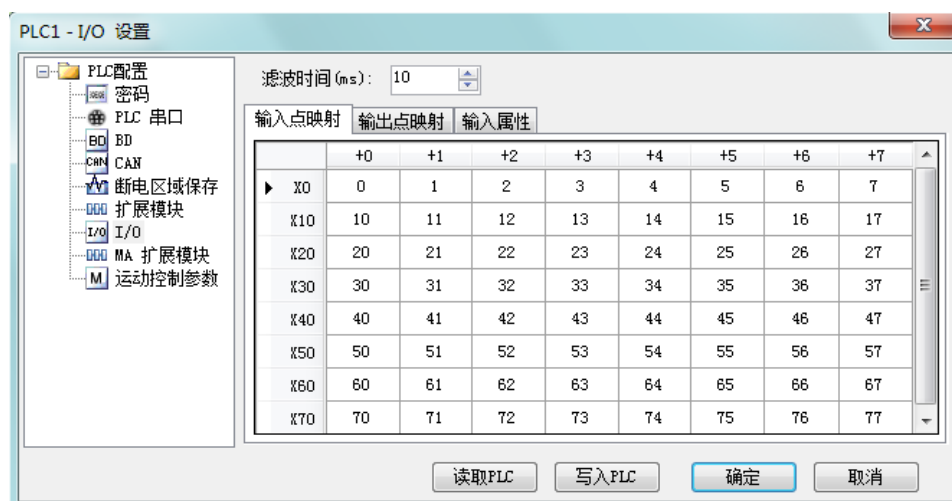 PLC1 - I/O 设置
PLC配置
密码
PLC 串口
BD BD
CAN CAN
断电区域保存
扩展模块
I/O I/O
MA 扩展模块
M 运动控制参数
滤波时间(ms): 10
输入点映射 输出点映射 输入属性
+0 +1 +2 +3 +4 +5 +6 +7
X0 0 1 2 3 4 5 6 7
X10 10 11 12 13 14 15 16 17
X20 20 21 22 23 24 25 26 27
X30 30 31 32 33 34 35 36 37
X40 40 41 42 43 44 45 46 47
X50 50 51 52 53 54 55 56 57
X60 60 61 62 63 64 65 66 67
X70 70 71 72 73 74 75 76 77
读取PLC 写入PLC 确定 取消